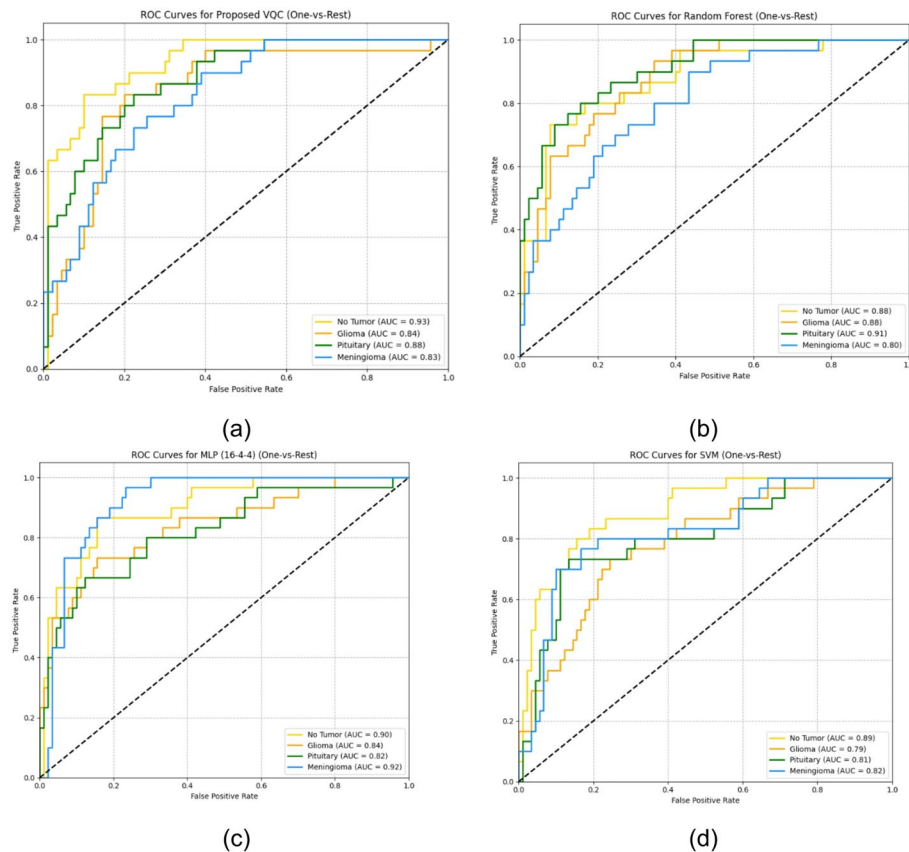 ROC Curves for Proposed VQC (One-vs-Rest)
1.0
0.8
0.6
0.4
0.2
0.0
True Positive Rate
0.0 0.2 0.4 0.6 0.8 1.0
False Positive Rate
No Tumor (AUC = 0.93)
Glioma (AUC = 0.84)
Pituitary (AUC = 0.88)
Meningioma (AUC = 0.83)
(a)
ROC Curves for Random Forest (One-vs-Rest)
1.0
0.8
0.6
0.4
0.2
0.0
True Positive Rate
0.0 0.2 0.4 0.6 0.8 1.0
False Positive Rate
No Tumor (AUC = 0.88)
Glioma (AUC = 0.88)
Pituitary (AUC = 0.91)
Meningioma (AUC = 0.80)
(b)
ROC Curves for MLP (16-4-4) (One-vs-Rest)
1.0
0.8
0.6
0.4
0.2
0.0
True Positive Rate
0.0 0.2 0.4 0.6 0.8 1.0
False Positive Rate
No Tumor (AUC = 0.90)
Glioma (AUC = 0.84)
Pituitary (AUC = 0.82)
Meningioma (AUC = 0.92)
(c)
ROC Curves for SVM (One-vs-Rest)
1.0
0.8
0.6
0.4
0.2
0.0
True Positive Rate
0.0 0.2 0.4 0.6 0.8 1.0
False Positive Rate
No Tumor (AUC = 0.89)
Glioma (AUC = 0.79)
Pituitary (AUC = 0.81)
Meningioma (AUC = 0.82)
(d)